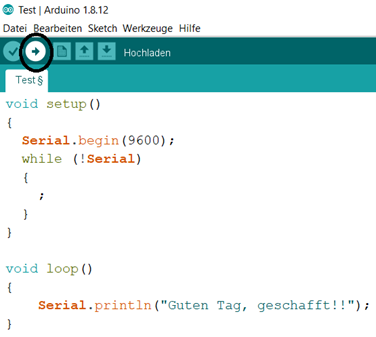 Test | Arduino 1.8.12
Datei Bearbeiten Sketch Werkzeuge Hilfe
Hochladen
Test §
void setup()
{
  Serial.begin(9600);
  while (!Serial)
  {
    ;
  }
}
void loop()
{
    Serial.println("Guten Tag, geschafft!!");
}